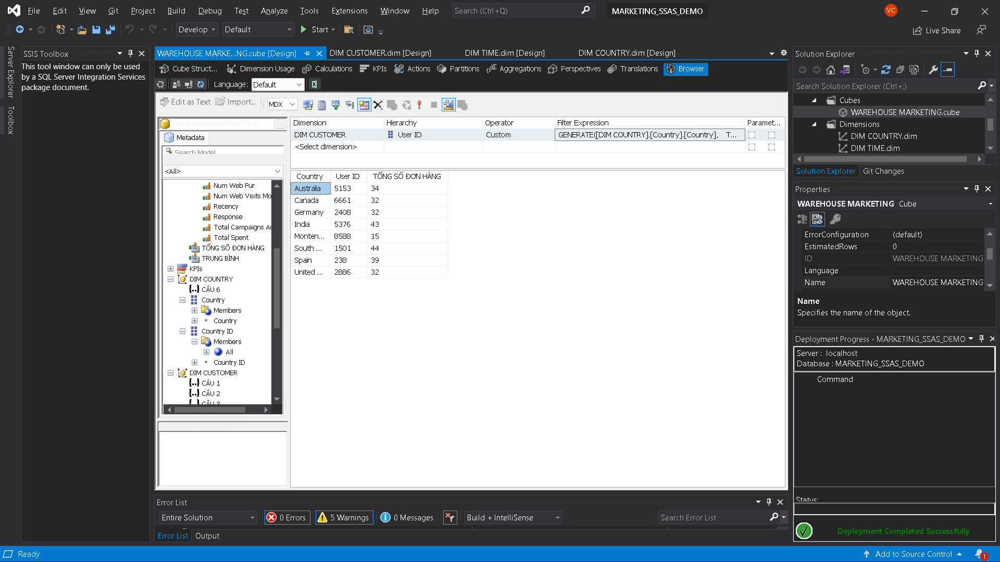 File Edit View Git Project Build Debug Test Analyze Tools Extensions Window Help Search (Ctrl+Q) MARKETING_SSAS_DEMO VC
Develop Default Start Live Share
Server Explorer
Toolbox
SSIS Toolbox
This tool window can only be used
by a SQL Server Integration Services
package document.
WAREHOUSE MARKE...NG.cube [Design] DIM CUSTOMER.dim [Design] DIM TIME.dim [Design] DIM COUNTRY.dim [Design]
Cube Struct... Dimension Usage Calculations KPIs Actions Partitions Aggregations Perspectives Translations Browser
Language: Default
Edit as Text Import... MDX
WAREHOUSE MARKETING
Metadata
Search Model
<All>
Num Web Pur
Num Web Visits Mo
Recency
Response
Total Campaigns Ac
Total Spent
TỔNG SỐ ĐƠN HÀNG
TRUNG BÌNH
KPIs
DIM COUNTRY
CÂU 6
Country
Members
Country
Country ID
Members
All
Country ID
DIM CUSTOMER
CÂU 1
CÂU 2
CÂU 3
Dimension Hierarchy Operator Filter Expression Paramet...
DIM CUSTOMER User ID Custom GENERATE([DIM COUNTRY].[Country].[Country], T...
<Select dimension>
Country User ID TỔNG SỐ ĐƠN HÀNG
Australia 5153 34
Canada 6661 32
Germany 2408 32
India 5376 43
Monten... 8588 15
South ... 1501 44
Spain 238 39
United ... 2886 32
Error List
Entire Solution 0 Errors 5 Warnings 0 Messages Build + IntelliSense Search Error List
Error List Output
Solution Explorer
Search Solution Explorer (Ctrl+;)
Cubes
WAREHOUSE MARKETING.cube
Dimensions
DIM COUNTRY.dim
DIM TIME.dim
Solution Explorer Git Changes
Properties
WAREHOUSE MARKETING Cube
ErrorConfiguration (default)
EstimatedRows 0
ID WAREHOUSE MARKETING
Language
Name WAREHOUSE MARKETING
Name
Specifies the name of the object.
Deployment Progress - MARKETING_SSAS_DEMO
Server : localhost
Database : MARKETING_SSAS_DEMO
Command
Status:
Deployment Completed Successfully
Ready Add to Source Control 1